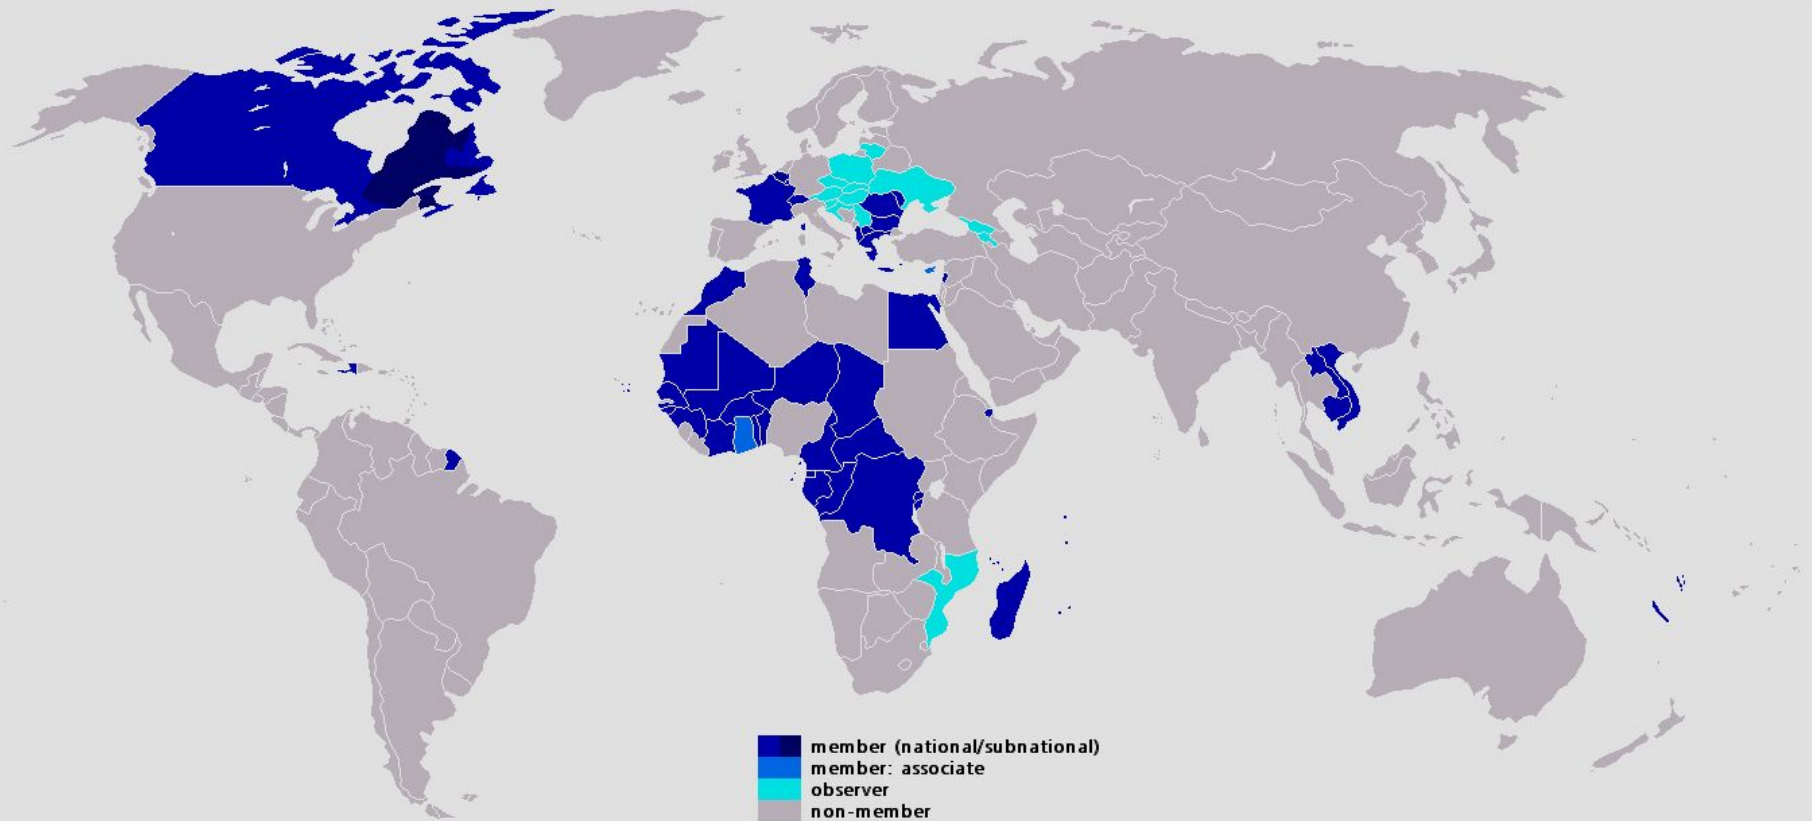 member (national/subnational)
member: associate
observer
non-member